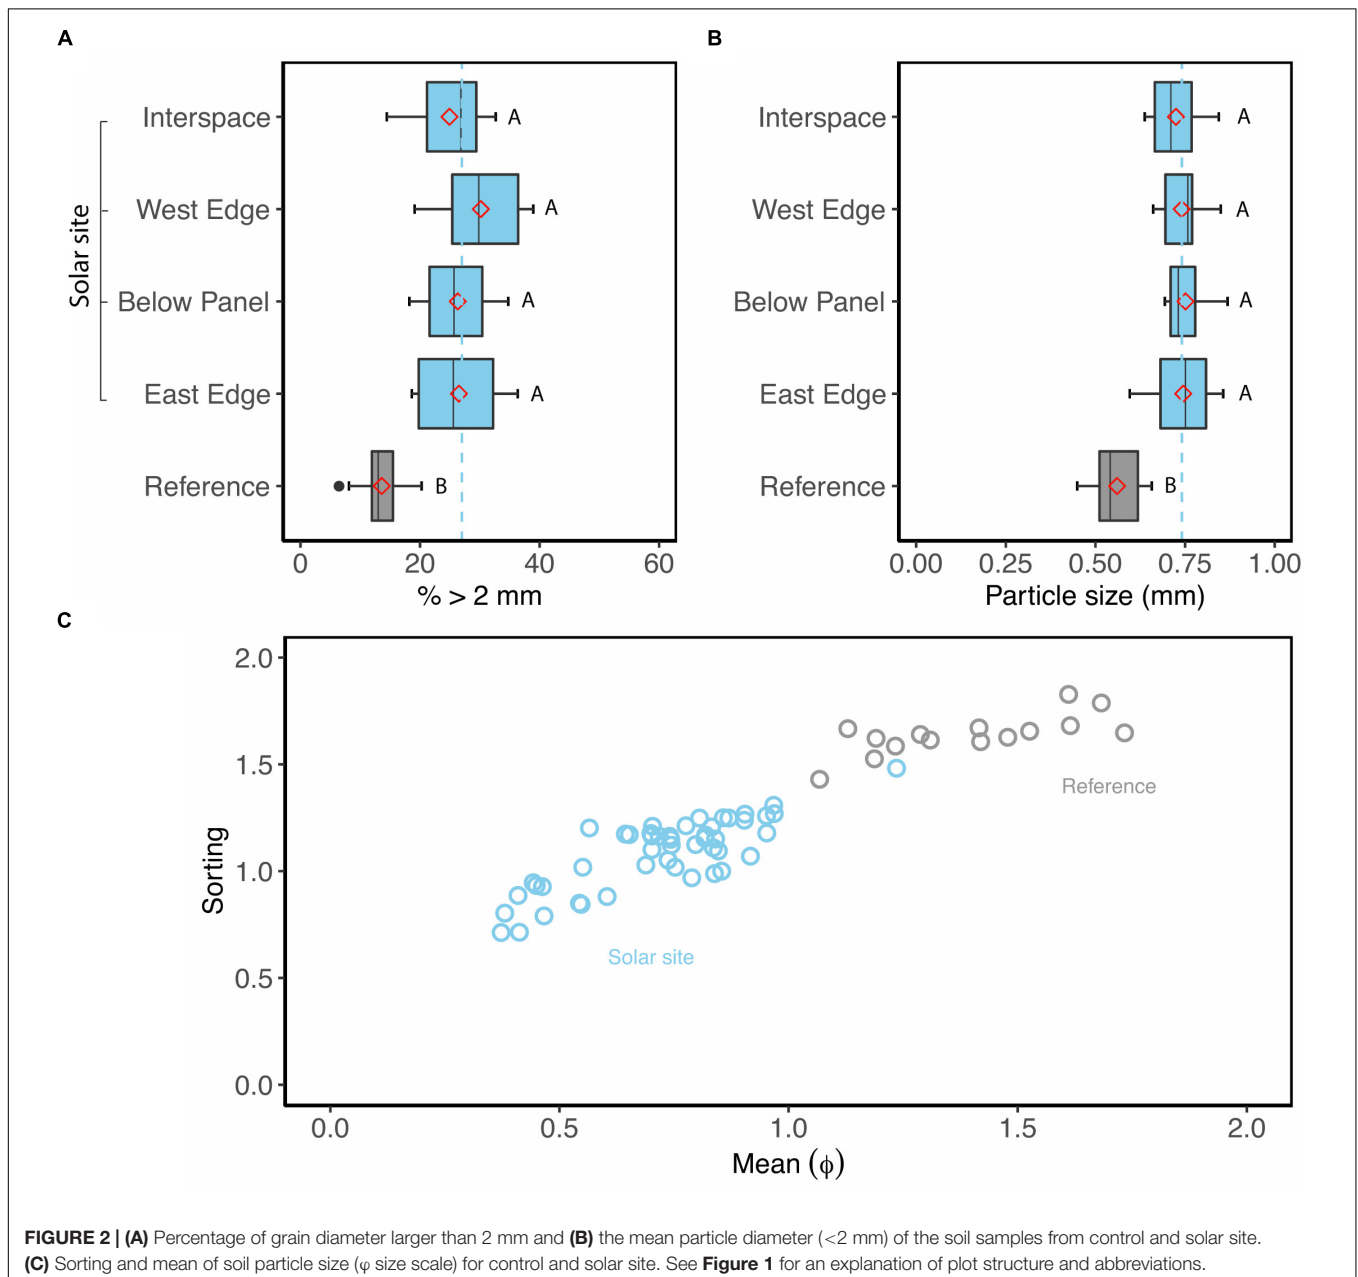 A
B
Solar site
Interspace
West Edge
Below Panel
East Edge
Reference
A
A
A
A
B
0 20 40 60
% > 2 mm
Interspace
West Edge
Below Panel
East Edge
Reference
A
A
A
A
B
0.00 0.25 0.50 0.75 1.00
Particle size (mm)
C
Sorting
2.0
1.5
1.0
0.5
0.0
Reference
Solar site
0.0 0.5 1.0 1.5 2.0
Mean (ϕ)
FIGURE 2 | (A) Percentage of grain diameter larger than 2 mm and (B) the mean particle diameter (<2 mm) of the soil samples from control and solar site.
(C) Sorting and mean of soil particle size (φ size scale) for control and solar site. See Figure 1 for an explanation of plot structure and abbreviations.